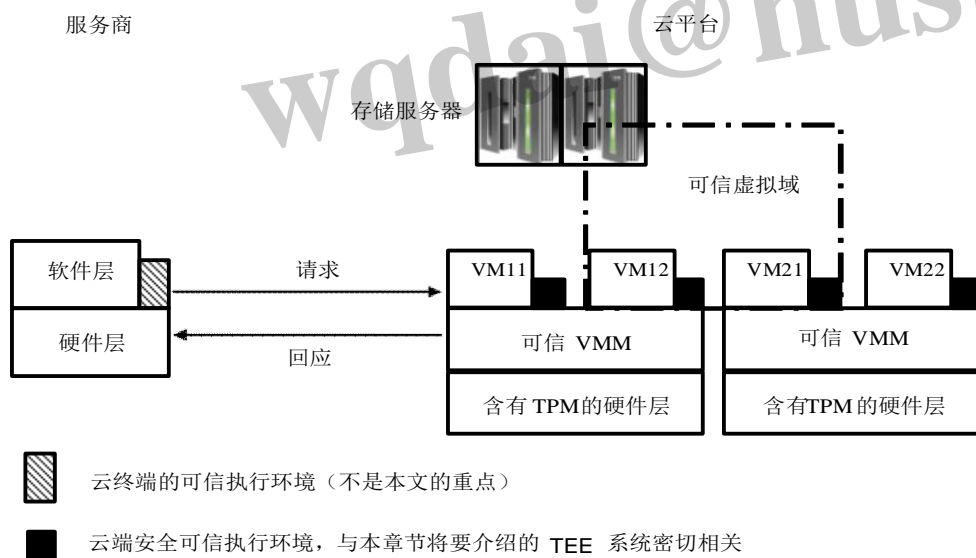 服务商
云平台
wqdai@hus
存储服务器
可信虚拟域
软件层
请求
VM11
VM12
VM21
VM22
硬件层
回应
可信 VMM
可信 VMM
含有 TPM的硬件层
含有TPM 的硬件层
云终端的可信执行环境（不是本文的重点）
云端安全可信执行环境，与本章节将要介绍的 TEE 系统密切相关